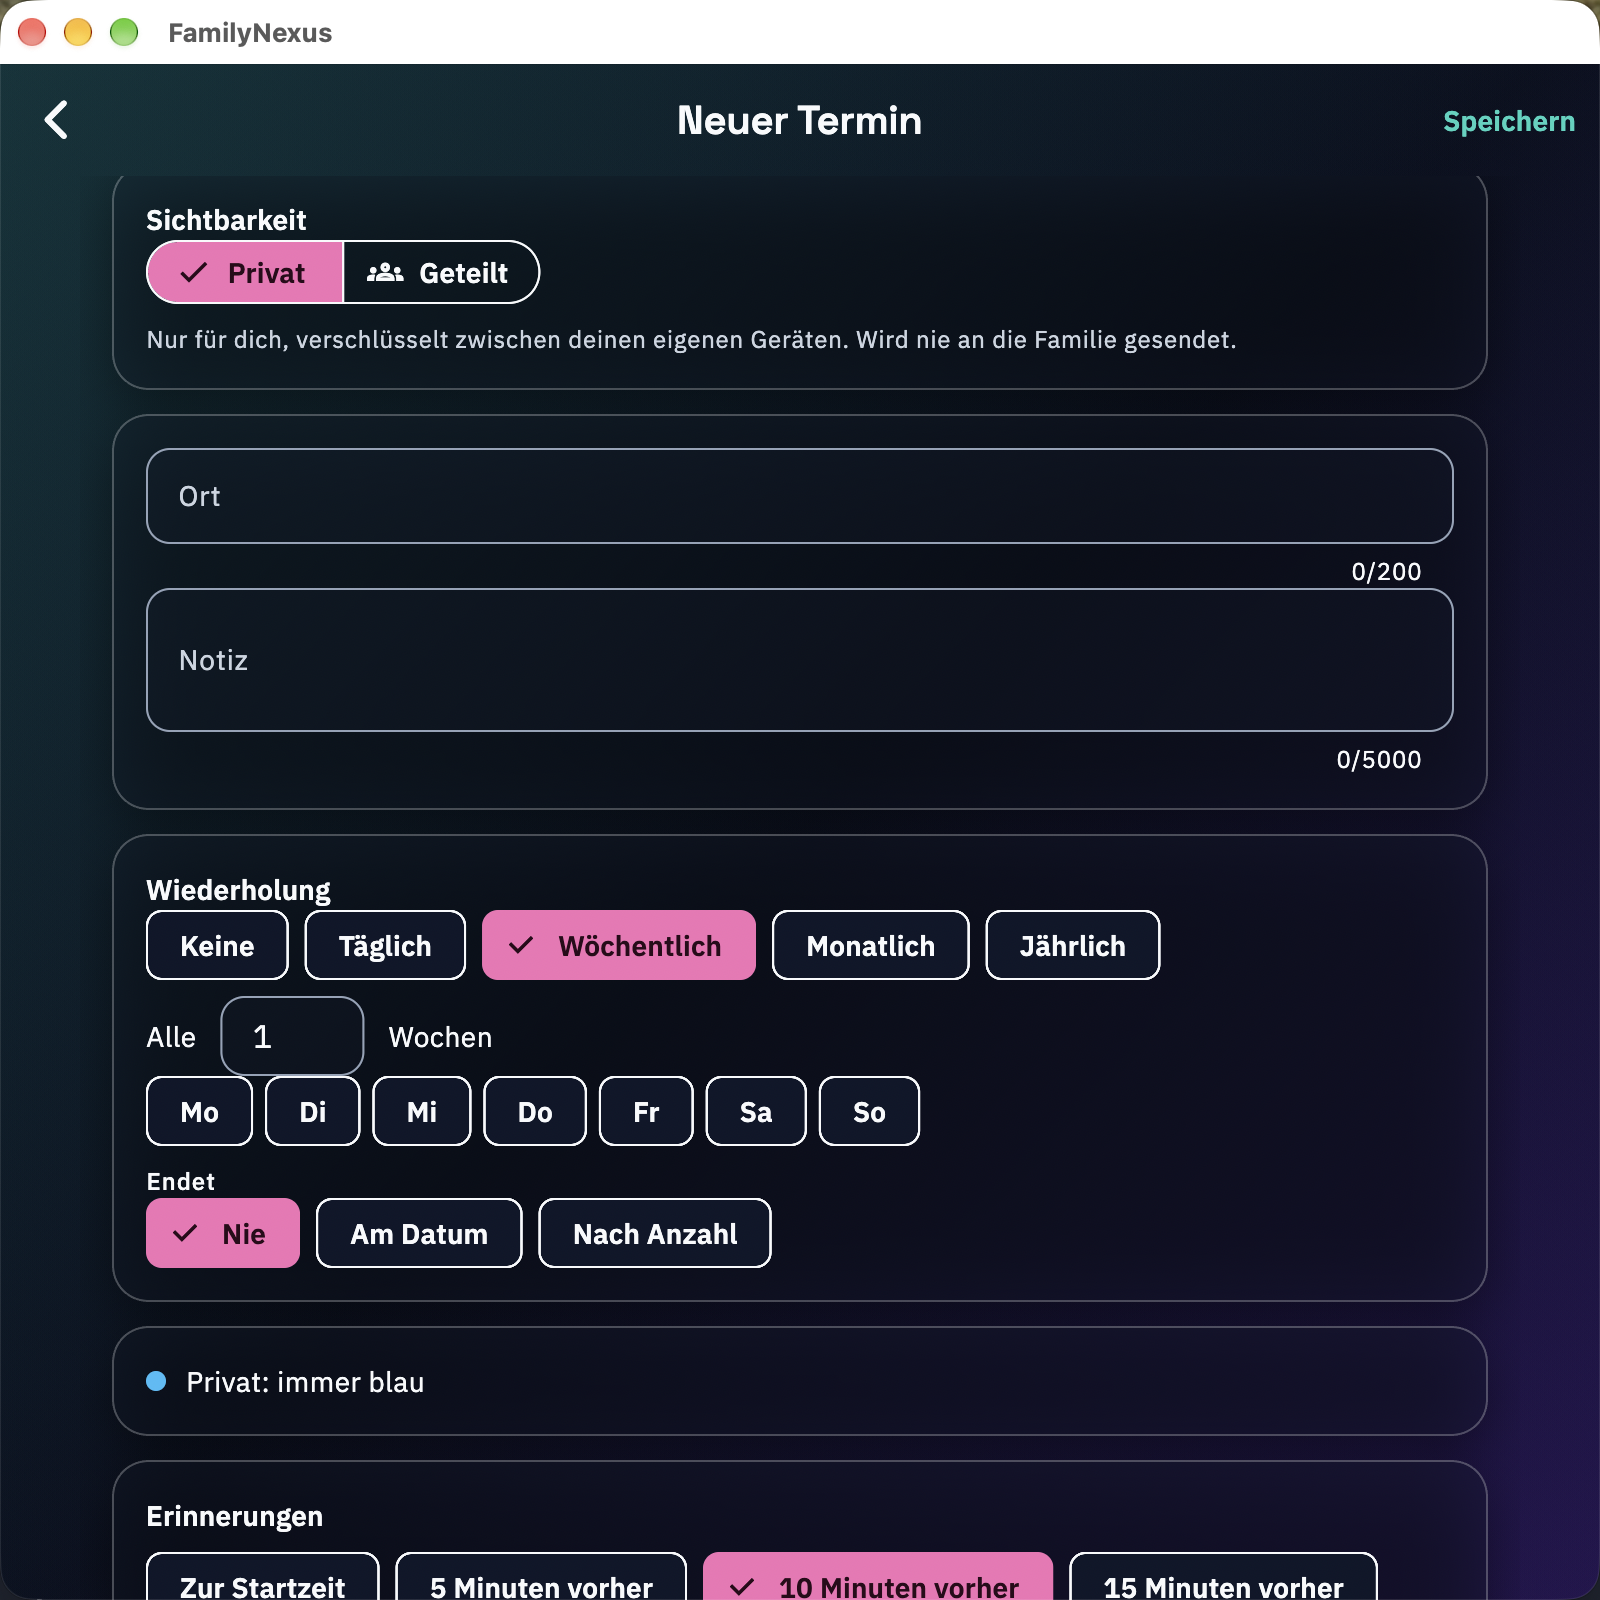 FamilyNexus
Neuer Termin
Speichern
Sichtbarkeit
Privat
Geteilt
Nur für dich, verschlüsselt zwischen deinen eigenen Geräten. Wird nie an die Familie gesendet.
Ort
0/200
Notiz
0/5000
Wiederholung
Keine
Täglich
Wöchentlich
Monatlich
Jährlich
Alle 1 Wochen
Mo
Di
Mi
Do
Fr
Sa
So
Endet
Nie
Am Datum
Nach Anzahl
Privat: immer blau
Erinnerungen
Zur Startzeit
5 Minuten vorher
10 Minuten vorher
15 Minuten vorher